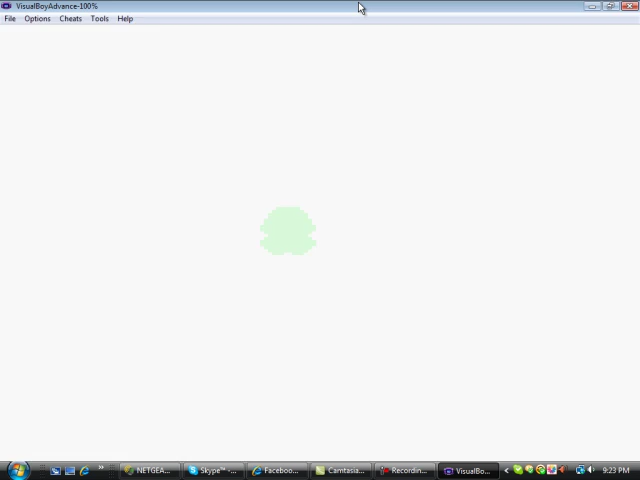 VisualBoyAdvance-100%
File Options Cheats Tools Help
NETGEA... Skype™ -... Faceboo... Camtasia... Recordin... VisualBo... 9:23 PM